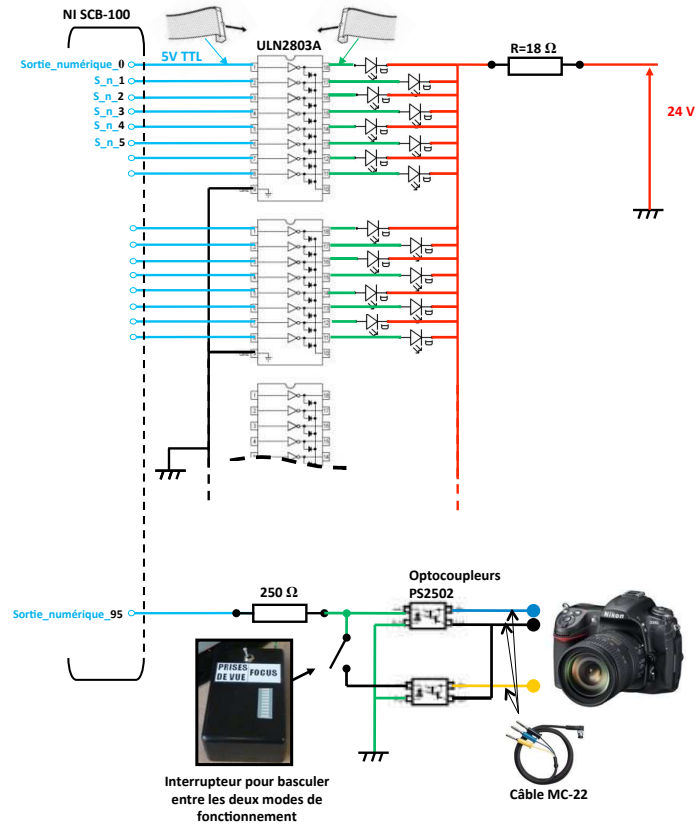 NI SCB-100
ULN2803A
R=18 Ω
Sortie_numérique_0
5V TTL
S_n_1
S_n_2
S_n_3
S_n_4
S_n_5
24 V
Sortie_numérique_95
250 Ω
Optocoupleurs
PS2502
Nikon
PRISES
DE VUE
FOCUS
Interrupteur pour basculer
entre les deux modes de
fonctionnement
Câble MC-22